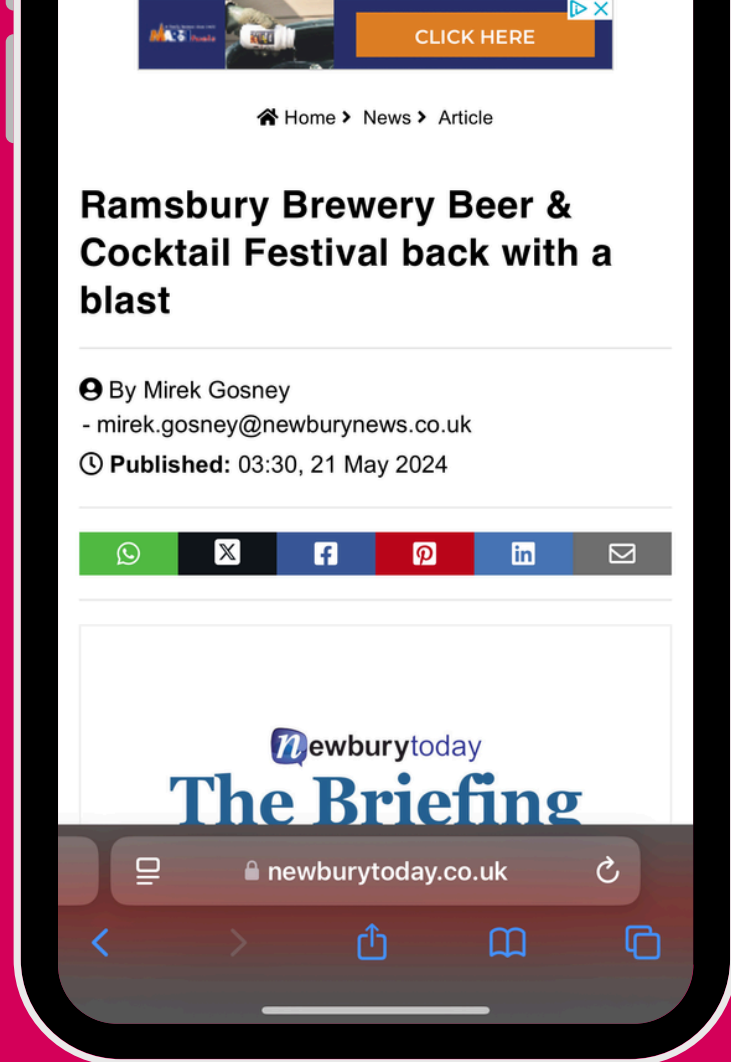 CLICK HERE
Home News Article
Ramsbury Brewery Beer &
Cocktail Festival back with a
blast
By Mirek Gosney
- mirek.gosney@newburynews.co.uk
Published: 03:30, 21 May 2024
newburytoday
The Briefing
newburytoday.co.uk